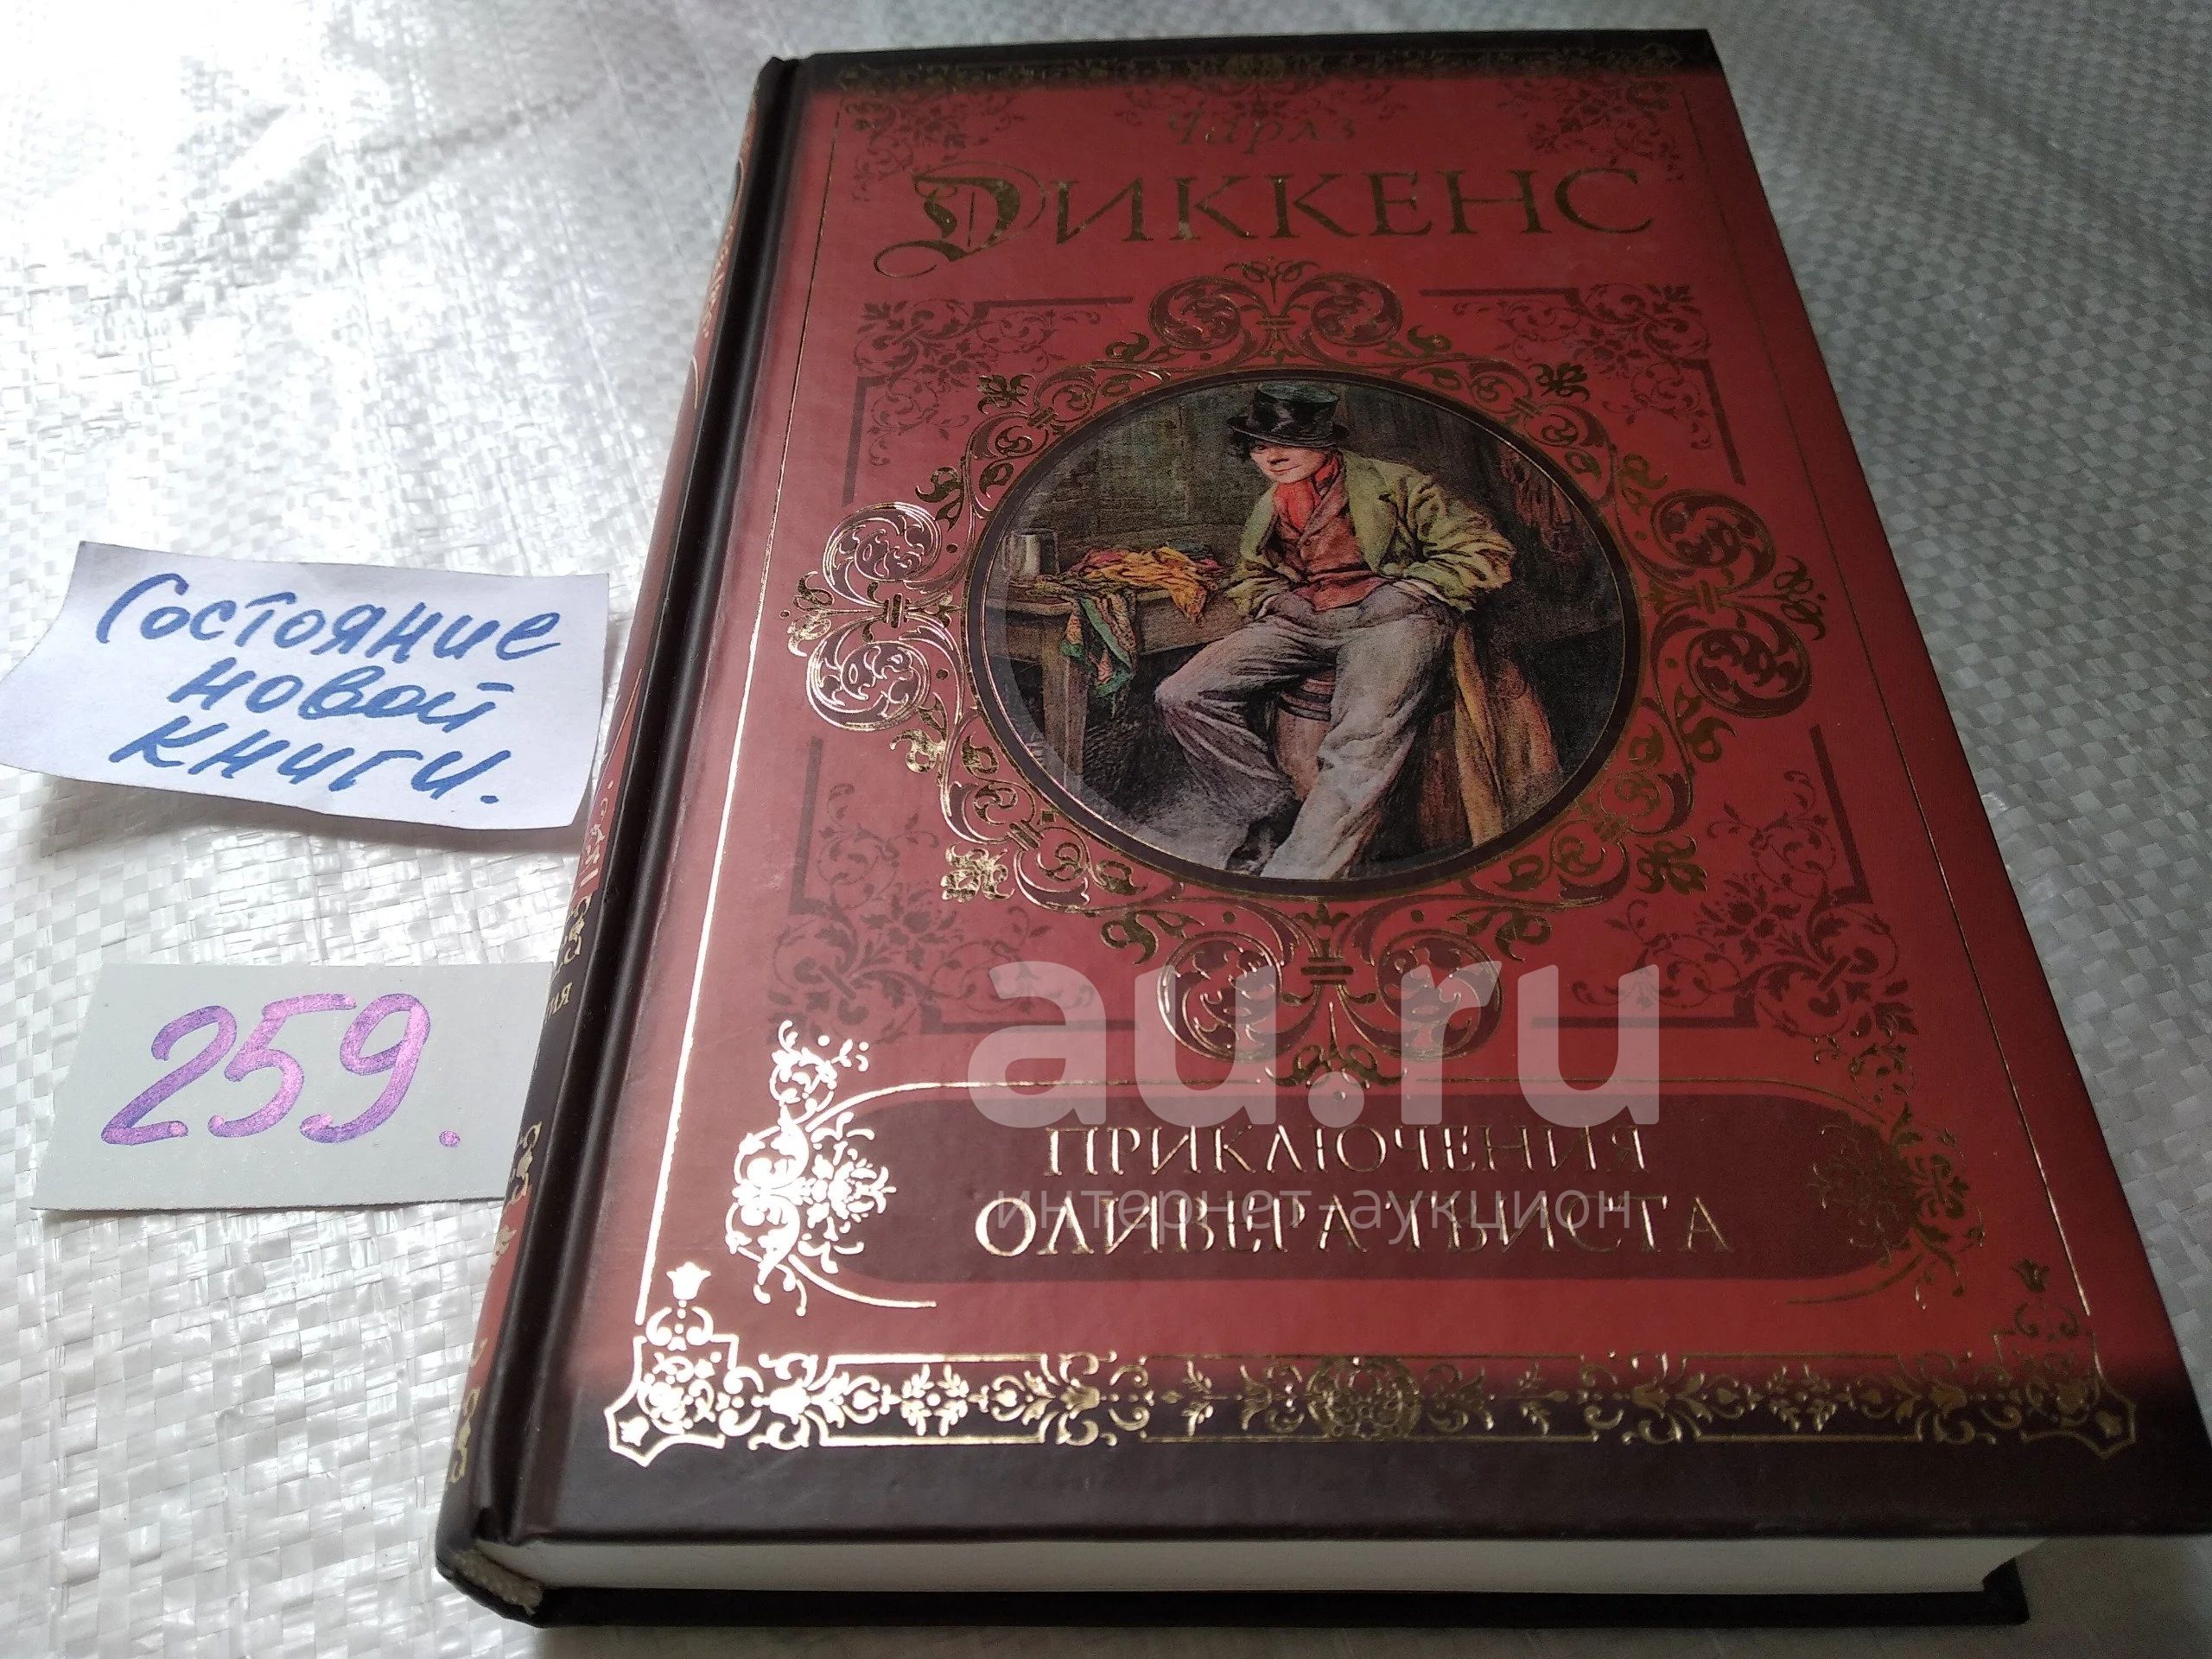 Чарлз
ДИККЕНС
Состояние
новой
книги.
259.
au.ru
ПРИКЛЮЧЕНИЯ
интернет-аукцион
ОЛИВЕРА ТВИСТА